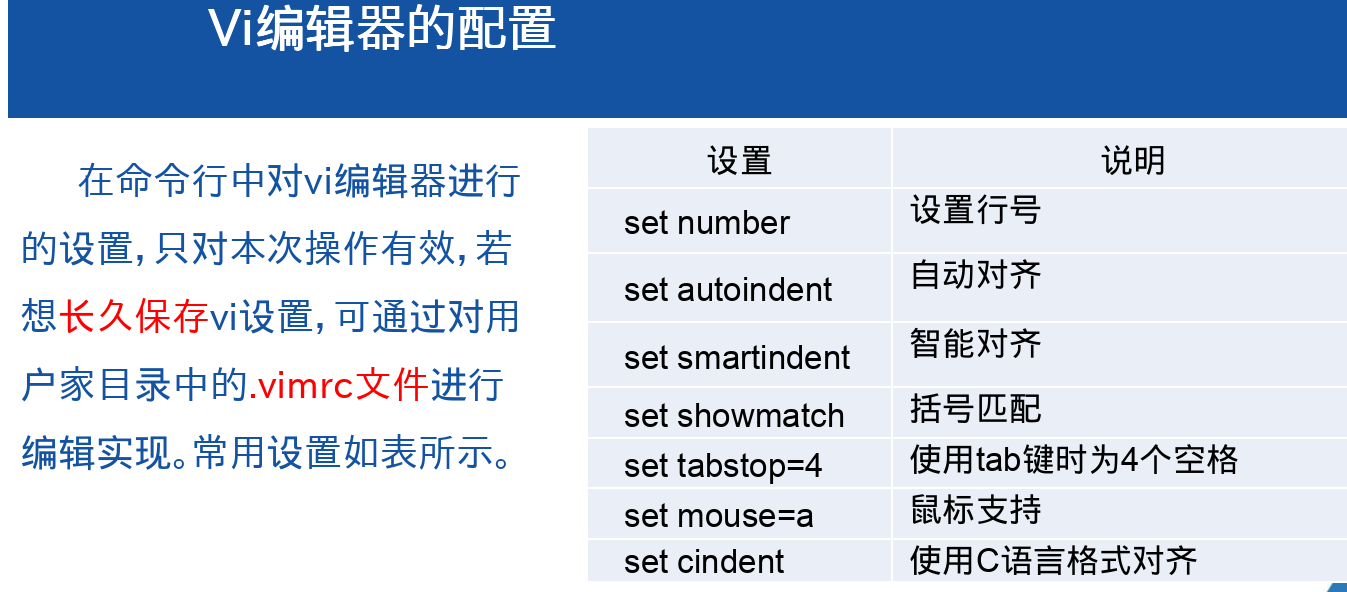 Vi编辑器的配置
在命令行中对vi编辑器进行
的设置,只对本次操作有效,若
想长久保存vi设置,可通过对用
户家目录中的.vimrc文件进行
编辑实现。常用设置如表所示。
设置 说明
set number 设置行号
set autoindent 自动对齐
set smartindent 智能对齐
set showmatch 括号匹配
set tabstop=4 使用tab键时为4个空格
set mouse=a 鼠标支持
set cindent 使用C语言格式对齐